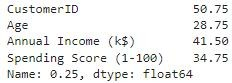 CustomerID 50.75
Age 28.75
Annual Income (k$) 41.50
Spending Score (1-100) 34.75
Name: 0.25, dtype: float64